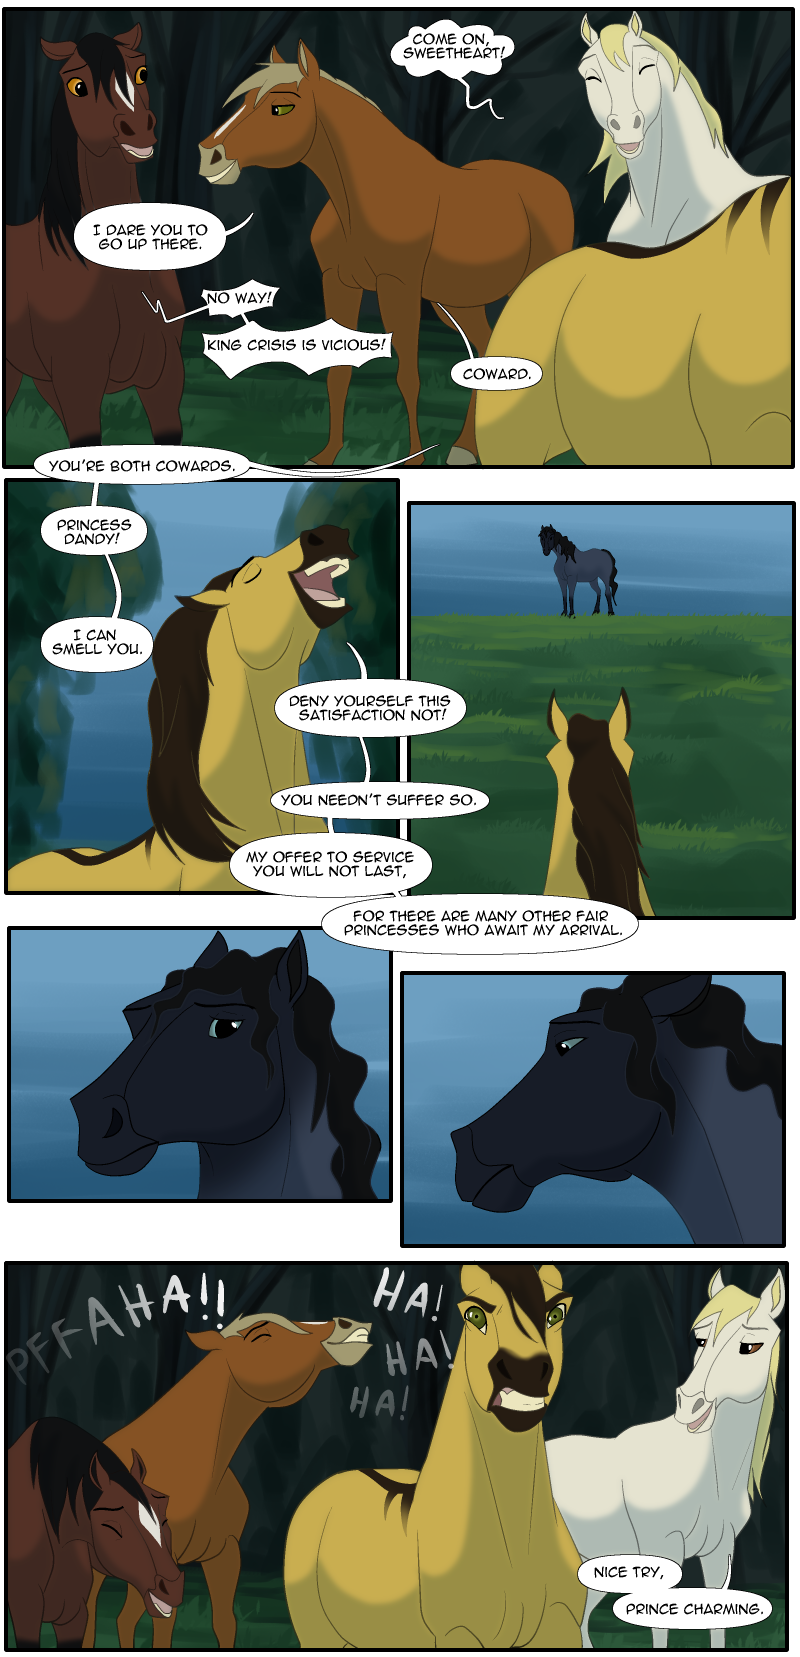 COME ON,
SWEETHEART!
I DARE YOU TO
GO UP THERE.
NO WAY!
KING CRISIS IS VICIOUS!
COWARD.
YOU'RE BOTH COWARDS.
PRINCESS
DANDY!
I CAN
SMELL YOU.
DENY YOURSELF THIS
SATISFACTION NOT!
YOU NEEDN'T SUFFER SO.
MY OFFER TO SERVICE
YOU WILL NOT LAST,
FOR THERE ARE MANY OTHER FAIR
PRINCESSES WHO AWAIT MY ARRIVAL.
PFFAHA!!
HA!
HA!
HA!
NICE TRY,
PRINCE CHARMING.